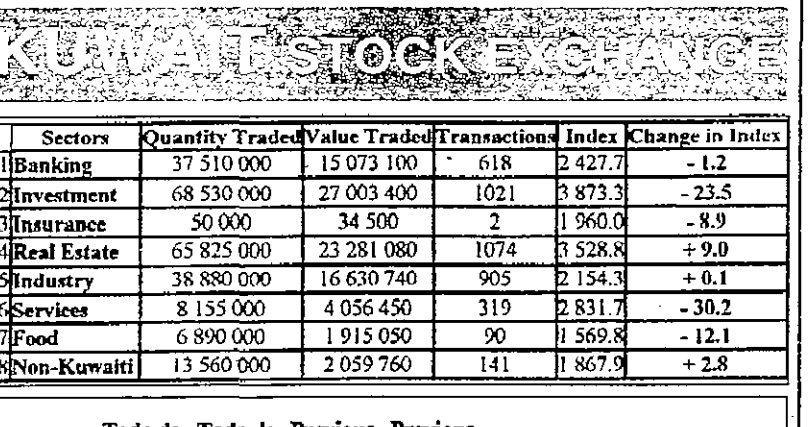 KUWAIT STOCK EXCHANGE
Sectors Quantity Traded Value Traded Transactions Index Change in Index
1 Banking 37 510 000 15 073 100 618 2 427.7 - 1.2
2 Investment 68 530 000 27 003 400 1021 3 873.3 - 23.5
3 Insurance 50 000 34 500 2 1 960.0 - 8.9
4 Real Estate 65 825 000 23 281 080 1074 3 528.8 + 9.0
5 Industry 38 880 000 16 630 740 905 2 154.3 + 0.1
6 Services 8 155 000 4 056 450 319 2 831.7 - 30.2
7 Food 6 890 000 1 915 050 90 1 569.8 - 12.1
8 Non-Kuwaiti 13 560 000 2 059 760 141 1 867.9 + 2.8